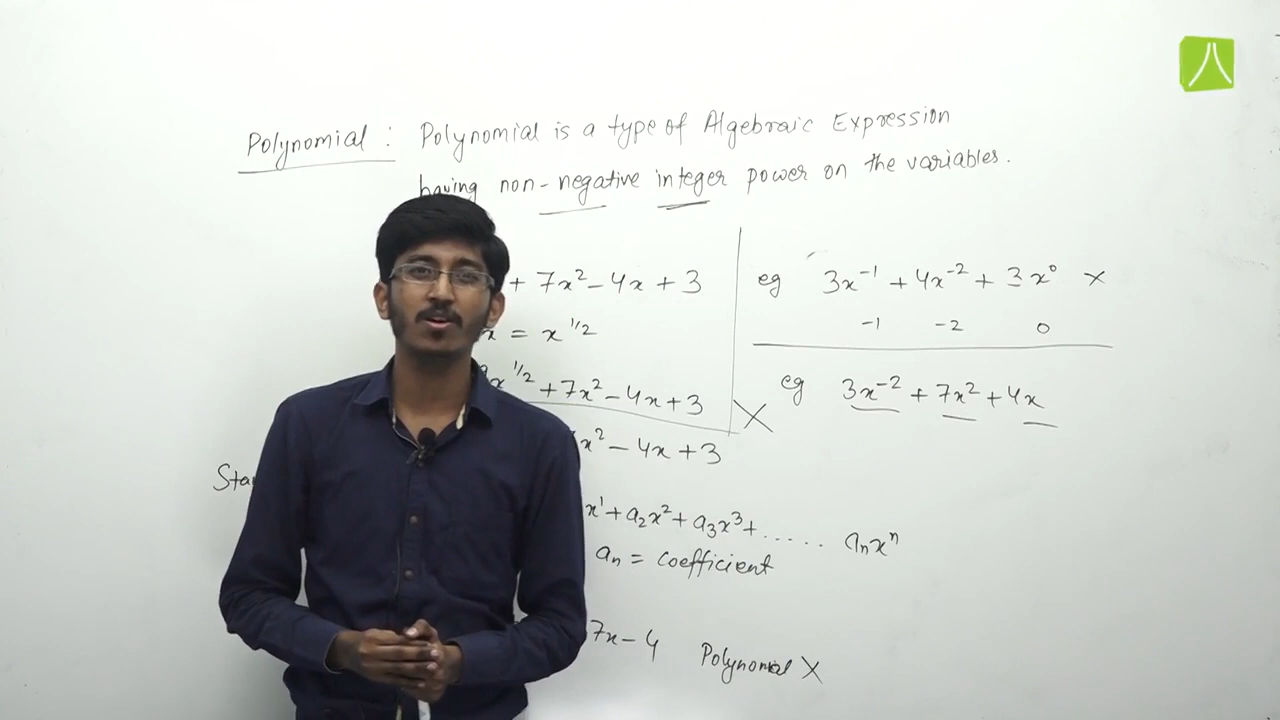 Polynomial : Polynomial is a type of Algebraic Expression
having non-negative integer power on the variables.
+ 7x² - 4x + 3
x = x^1/2
x^1/2 + 7x² - 4x + 3 X
x² - 4x + 3
Sta
x¹ + a₂x² + a₃x³ + ...... aₙxⁿ
aₙ = coefficient
7x - 4 Polynomial X
eg 3x⁻¹ + 4x⁻² + 3x⁰ X
-1 -2 0
eg 3x⁻² + 7x² + 4x